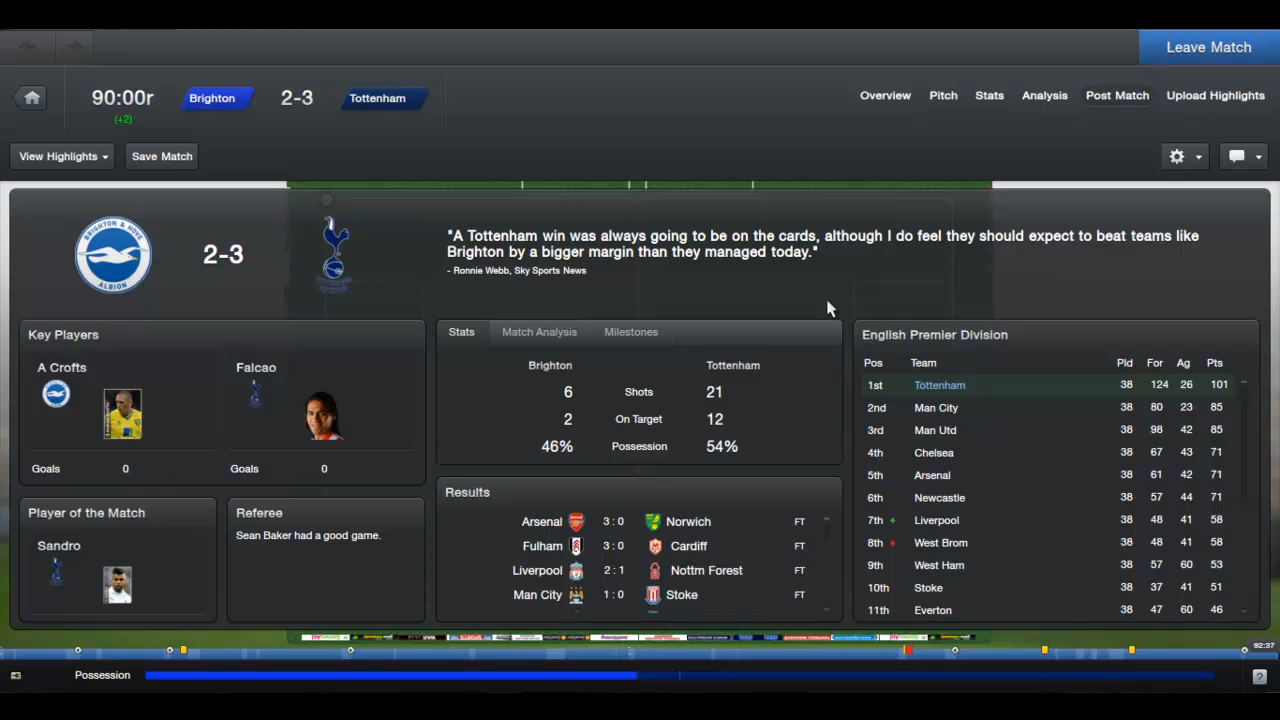 Leave Match
90:00r
(+2)
Brighton 2-3 Tottenham
Overview Pitch Stats Analysis Post Match Upload Highlights
View Highlights Save Match
BRIGHTON & HOVE
ALBION
2-3
"A Tottenham win was always going to be on the cards, although I do feel they should expect to beat teams like
Brighton by a bigger margin than they managed today."
- Ronnie Webb, Sky Sports News
Key Players
A Crofts Falcao
Goals 0 Goals 0
Player of the Match
Sandro
Referee
Sean Baker had a good game.
Stats Match Analysis Milestones
Brighton Tottenham
6 Shots 21
2 On Target 12
46% Possession 54%
Results
Arsenal 3 : 0 Norwich FT
Fulham 3 : 0 Cardiff FT
Liverpool 2 : 1 Nottm Forest FT
Man City 1 : 0 Stoke FT
English Premier Division
Pos Team Pld For Ag Pts
1st Tottenham 38 124 26 101
2nd Man City 38 80 23 85
3rd Man Utd 38 98 42 85
4th Chelsea 38 67 43 71
5th Arsenal 38 61 42 71
6th Newcastle 38 57 44 71
7th Liverpool 38 48 41 58
8th West Brom 38 48 41 58
9th West Ham 38 57 60 53
10th Stoke 38 37 41 51
11th Everton 38 47 60 46
92:37
Possession
?